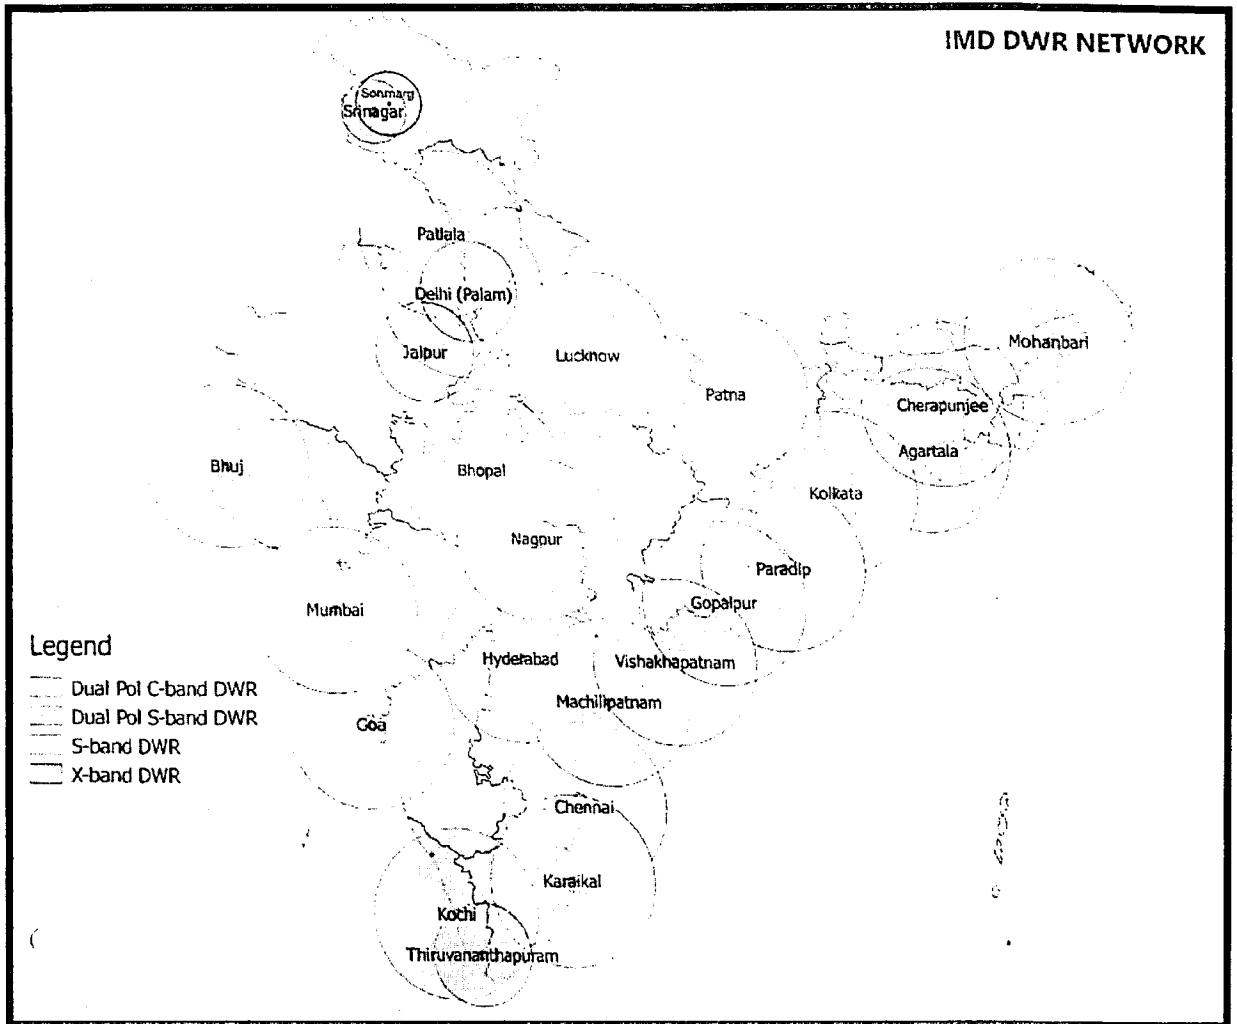 IMD DWR NETWORK
Sonmarg
Srinagar
Patiala
Delhi (Palam)
Jaipur
Lucknow
Mohanbari
Patna
Cherapunjee
Agartala
Bhuj
Bhopal
Kolkata
Nagpur
Paradip
Gopalpur
Mumbai
Hyderabad
Vishakhapatnam
Machilipatnam
Goa
Legend
Dual Pol C-band DWR
Dual Pol S-band DWR
S-band DWR
X-band DWR
Chennai
Karaikal
Kochi
Thiruvananthapuram